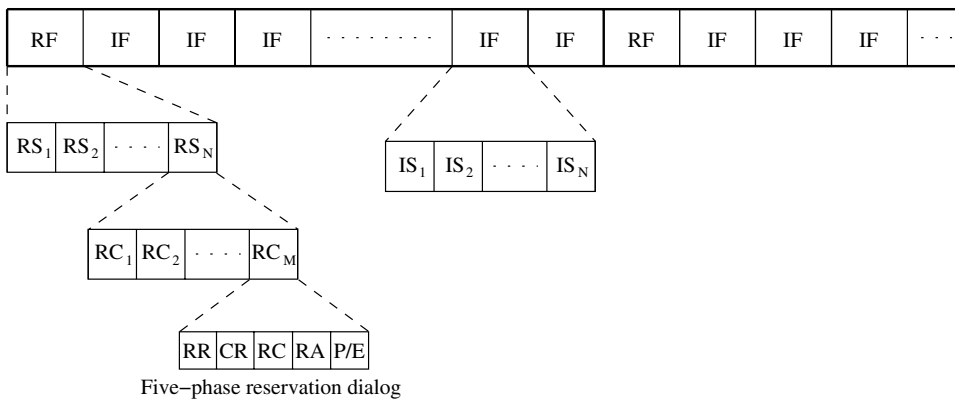 RF IF IF IF . . . . . . . . IF IF RF IF IF IF . . .
RS1 RS2 . . . . . RSN
IS1 IS2 . . . . . ISN
RC1 RC2 . . . . . RCM
RR CR RC RA P/E
Five−phase reservation dialog